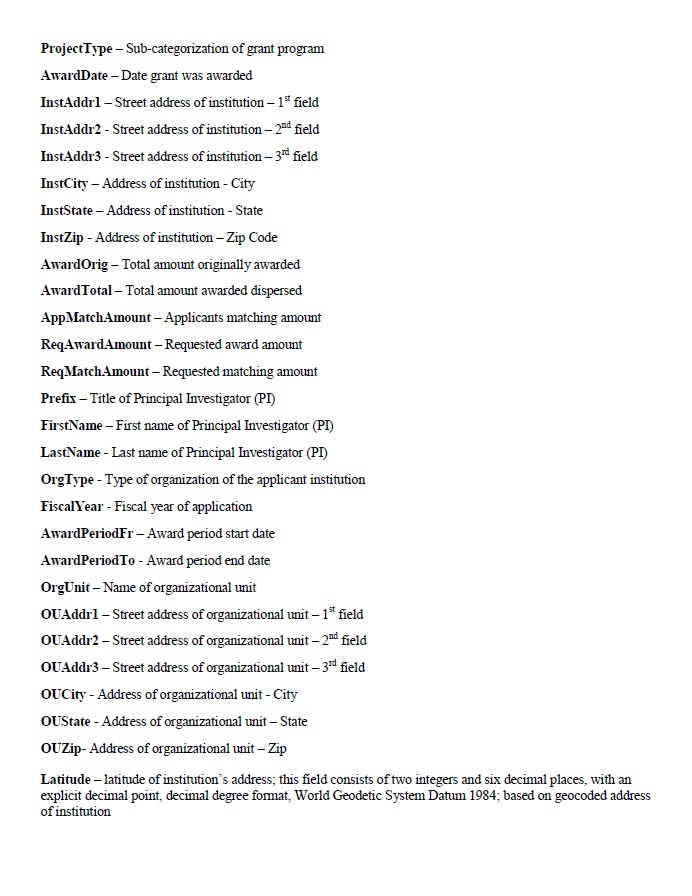 ProjectType – Sub-categorization of grant program
AwardDate – Date grant was awarded
InstAddr1 – Street address of institution – 1st field
InstAddr2 - Street address of institution – 2nd field
InstAddr3 - Street address of institution – 3rd field
InstCity – Address of institution - City
InstState – Address of institution - State
InstZip - Address of institution – Zip Code
AwardOrig – Total amount originally awarded
AwardTotal – Total amount awarded dispersed
AppMatchAmount – Applicants matching amount
ReqAwardAmount – Requested award amount
ReqMatchAmount – Requested matching amount
Prefix – Title of Principal Investigator (PI)
FirstName – First name of Principal Investigator (PI)
LastName - Last name of Principal Investigator (PI)
OrgType - Type of organization of the applicant institution
FiscalYear - Fiscal year of application
AwardPeriodFr – Award period start date
AwardPeriodTo - Award period end date
OrgUnit – Name of organizational unit
OUAddr1 – Street address of organizational unit – 1st field
OUAddr2 – Street address of organizational unit – 2nd field
OUAddr3 – Street address of organizational unit – 3rd field
OUCity - Address of organizational unit - City
OUState - Address of organizational unit – State
OUZip- Address of organizational unit – Zip
Latitude – latitude of institution’s address; this field consists of two integers and six decimal places, with an
explicit decimal point, decimal degree format, World Geodetic System Datum 1984; based on geocoded address
of institution